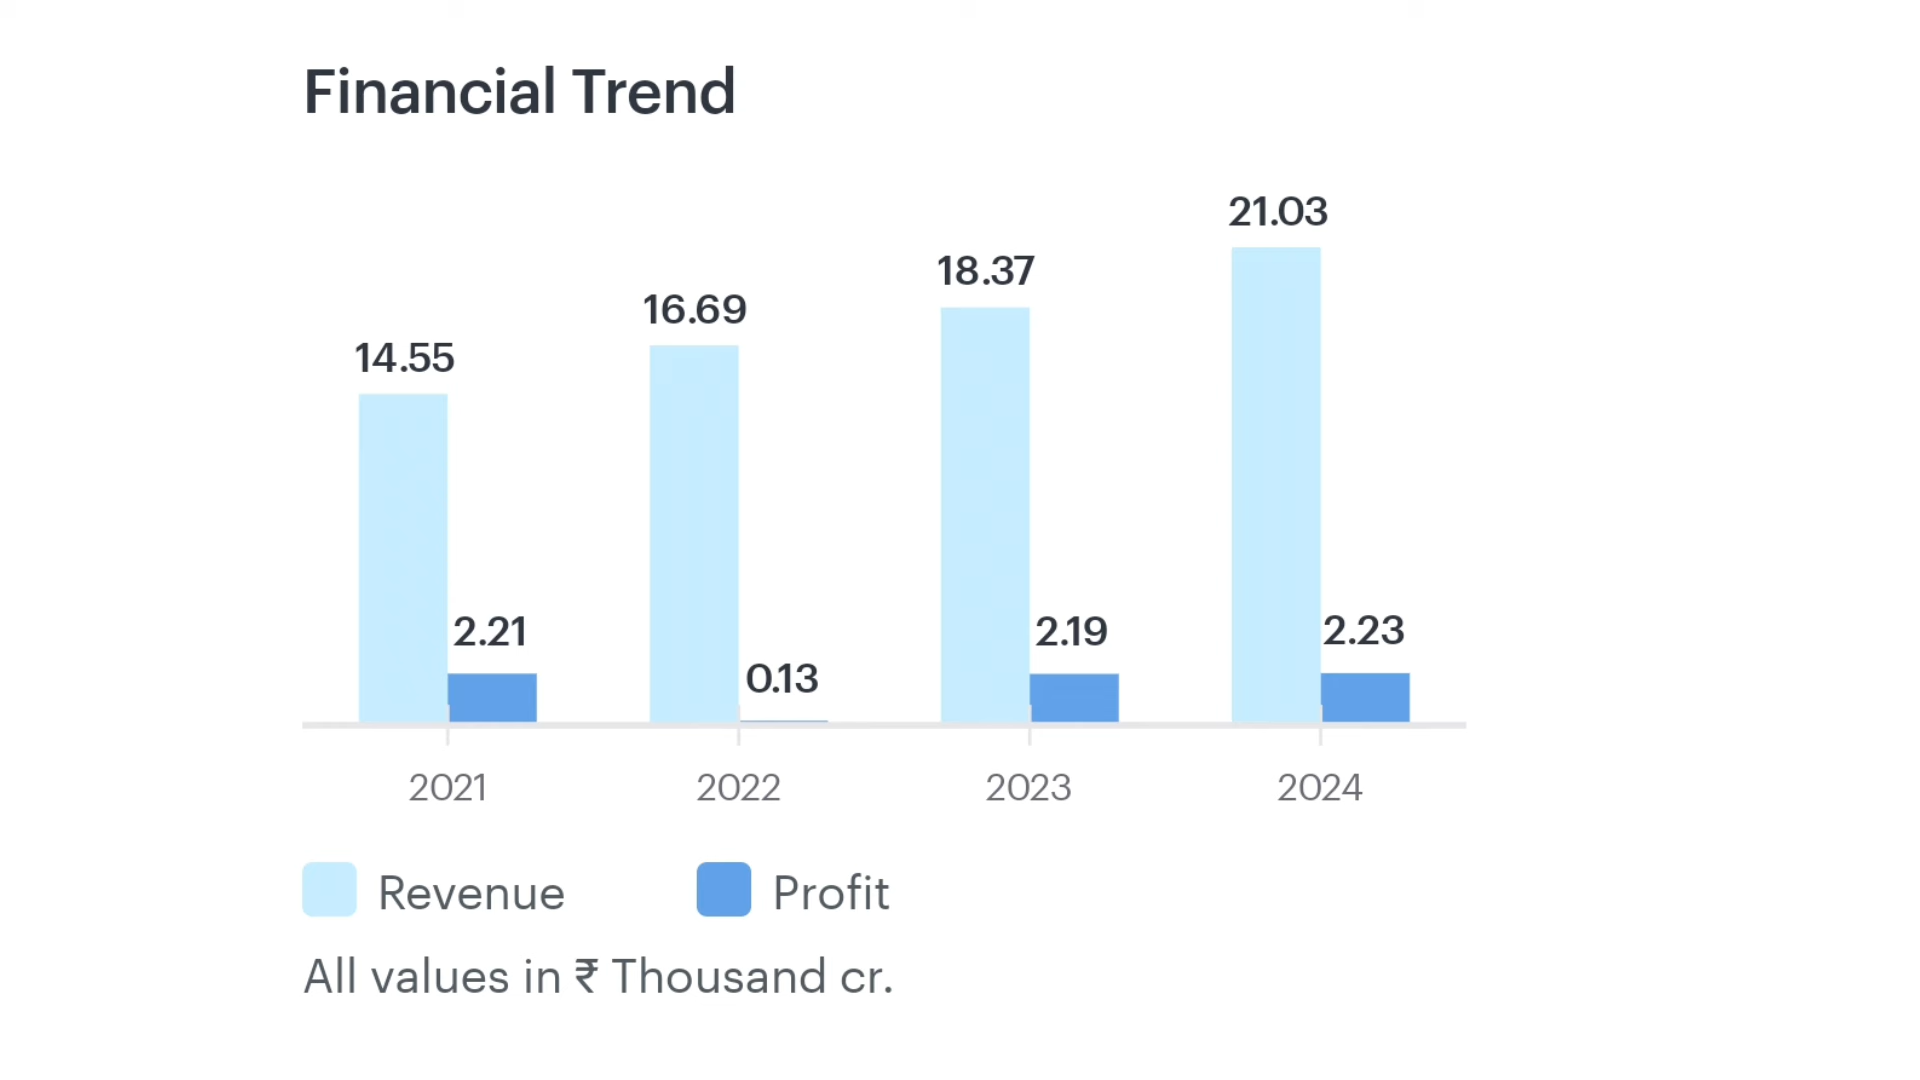 Financial Trend
14.55
2.21
16.69
0.13
18.37
2.19
21.03
2.23
2021 2022 2023 2024
Revenue Profit
All values in ₹ Thousand cr.